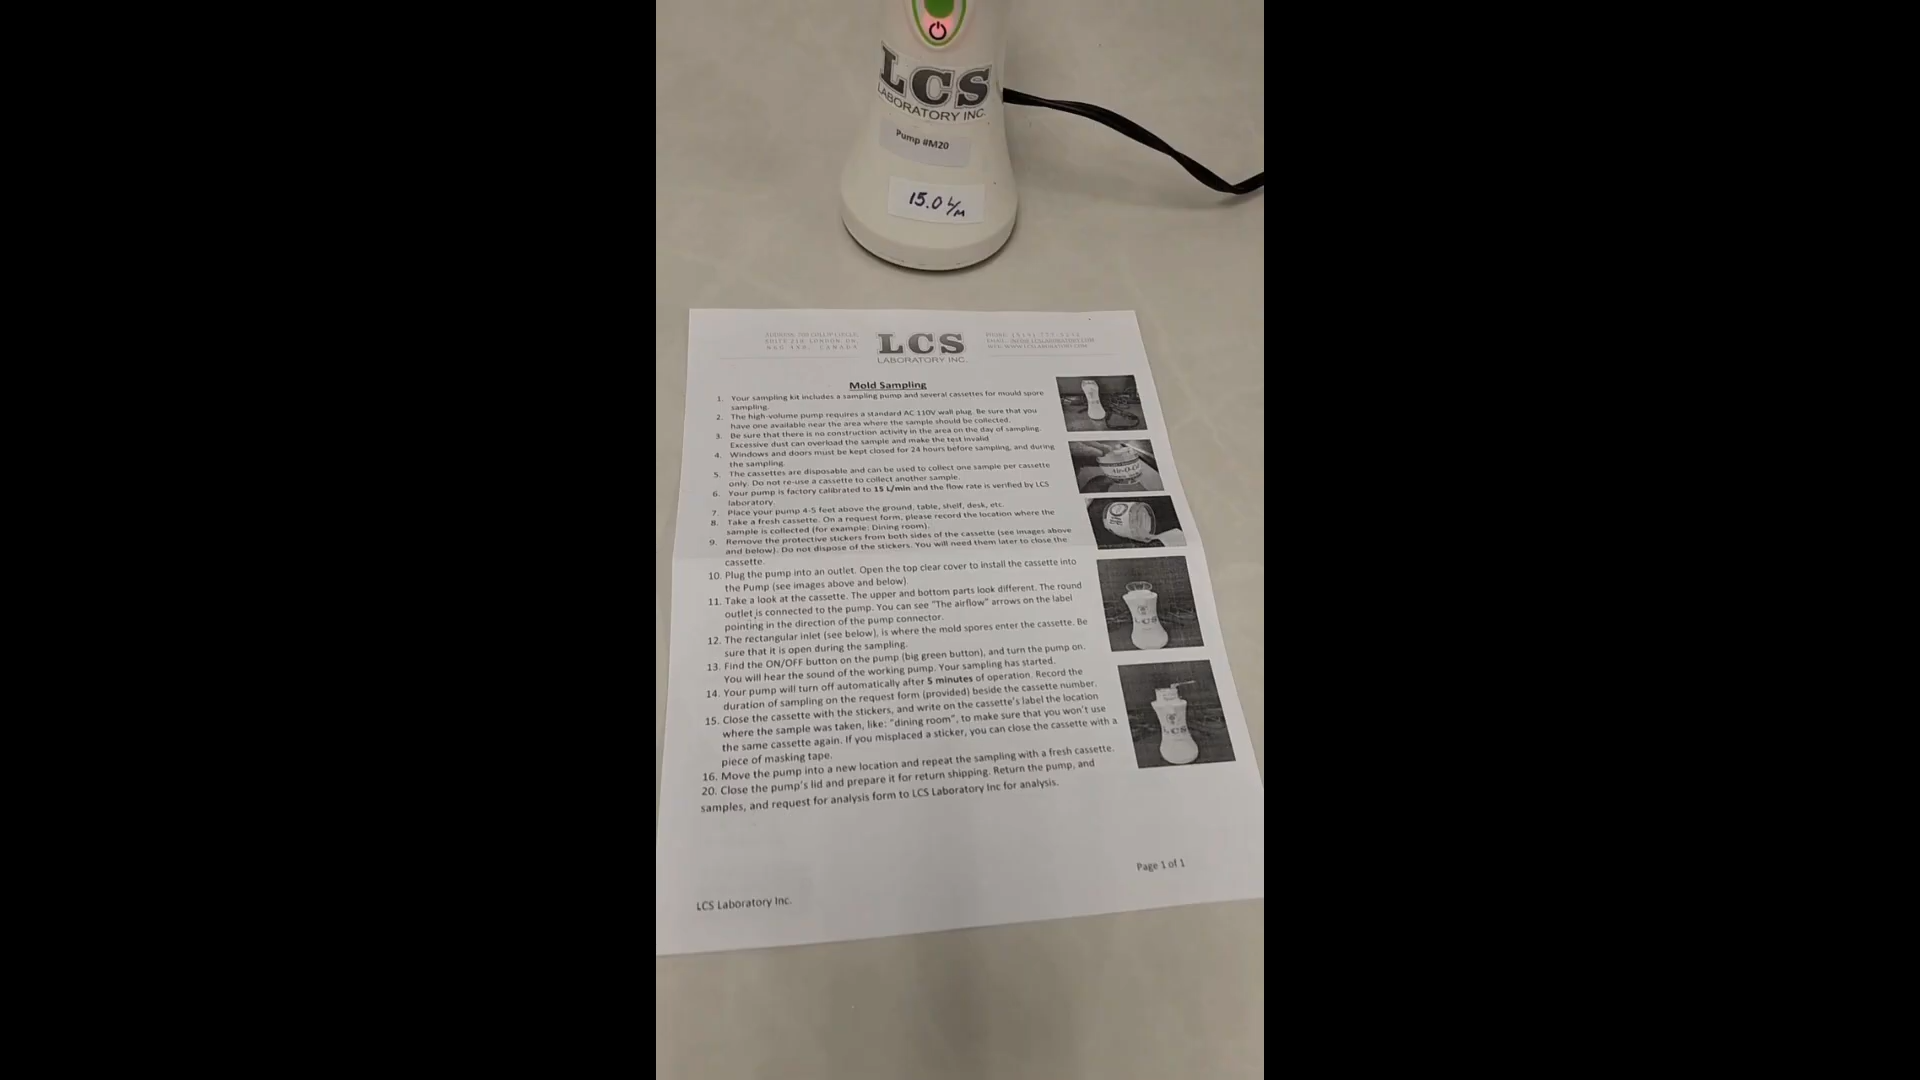 LCS
LABORATORY INC.
Pump #M20
15.0 L/M
LCS
LABORATORY INC.
Mold Sampling
1. Your sampling kit includes a sampling pump and several cassettes for mould spore
sampling.
2. The high-volume pump requires a standard AC 110V wall plug. Be sure that you
have one available near the area where the sample should be collected.
3. Be sure that there is no construction activity in the area on the day of sampling.
Excessive dust can overload the sample and make the test invalid
4. Windows and doors must be kept closed for 24 hours before sampling, and during
the sampling.
5. The cassettes are disposable and can be used to collect one sample per cassette
only. Do not re-use a cassette to collect another sample.
6. Your pump is factory calibrated to 15 L/min and the flow rate is verified by LCS
laboratory.
7. Place your pump 4-5 feet above the ground, table, shelf, desk, etc.
8. Take a fresh cassette. On a request form, please record the location where the
sample is collected (for example: Dining room).
9. Remove the protective stickers from both sides of the cassette (see images above
and below). Do not dispose of the stickers. You will need them later to close the
cassette.
10. Plug the pump into an outlet. Open the top clear cover to install the cassette into
the Pump (see images above and below).
11. Take a look at the cassette. The upper and bottom parts look different. The round
outlet is connected to the pump. You can see "The airflow" arrows on the label
pointing in the direction of the pump connector.
12. The rectangular inlet (see below), is where the mold spores enter the cassette. Be
sure that it is open during the sampling.
13. Find the ON/OFF button on the pump (big green button), and turn the pump on.
You will hear the sound of the working pump. Your sampling has started.
14. Your pump will turn off automatically after 5 minutes of operation. Record the
duration of sampling on the request form (provided) beside the cassette number.
15. Close the cassette with the stickers, and write on the cassette's label the location
where the sample was taken, like: "dining room", to make sure that you won't use
the same cassette again. If you misplaced a sticker, you can close the cassette with a
piece of masking tape.
16. Move the pump into a new location and repeat the sampling with a fresh cassette.
20. Close the pump's lid and prepare it for return shipping. Return the pump, and
samples, and request for analysis form to LCS Laboratory Inc for analysis.
Page 1 of 1
LCS Laboratory Inc.